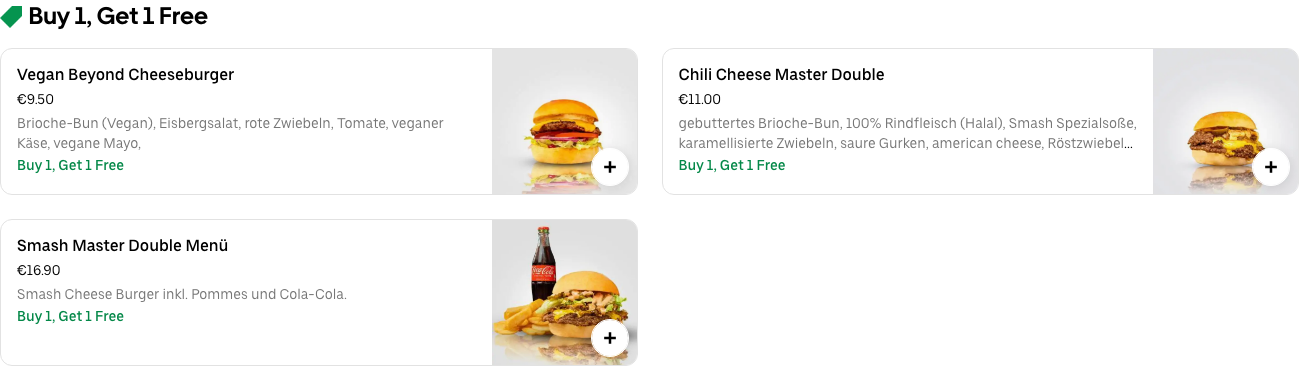 Buy 1, Get 1 Free
Vegan Beyond Cheeseburger
€9.50
Brioche-Bun (Vegan), Eisbergsalat, rote Zwiebeln, Tomate, veganer
Käse, vegane Mayo,
Buy 1, Get 1 Free
Chili Cheese Master Double
€11.00
gebuttertes Brioche-Bun, 100% Rindfleisch (Halal), Smash Spezialsoße,
karamellisierte Zwiebeln, saure Gurken, american cheese, Röstzwiebel...
Buy 1, Get 1 Free
Smash Master Double Menü
€16.90
Smash Cheese Burger inkl. Pommes und Cola-Cola.
Buy 1, Get 1 Free
Coca-Cola